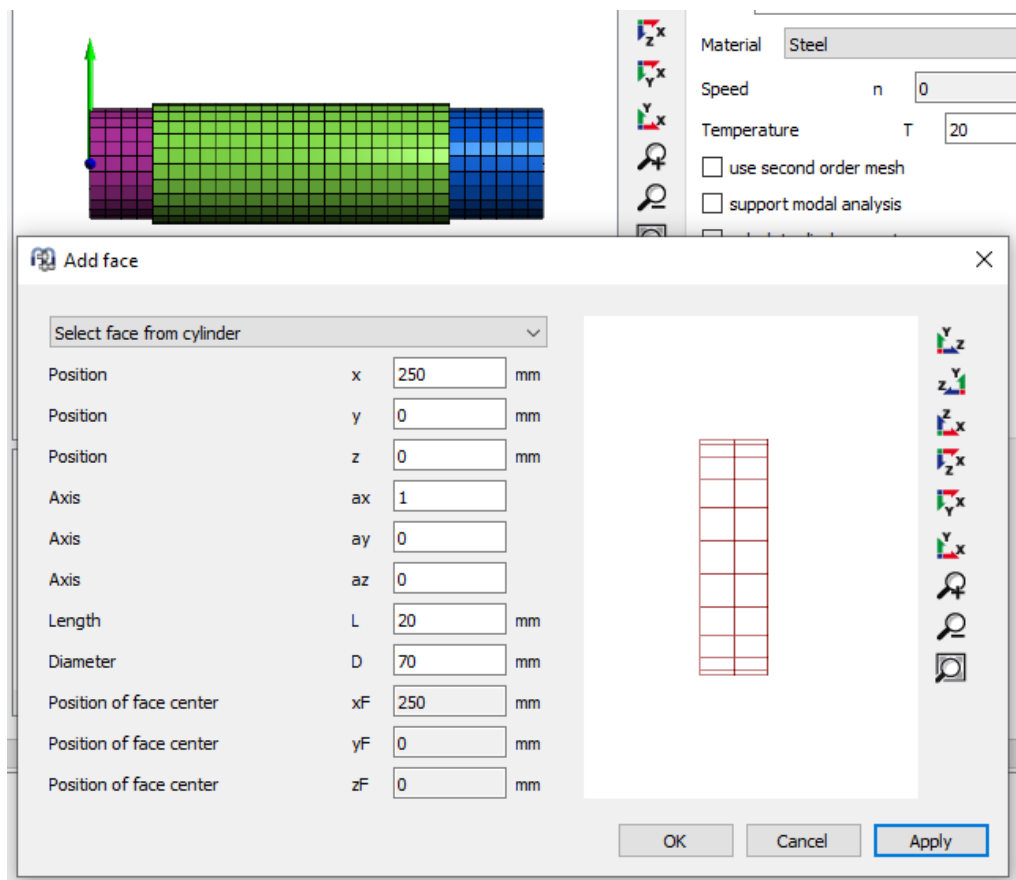 Material Steel
Speed n 0
Temperature T 20
use second order mesh
support modal analysis
Add face
Select face from cylinder
Position x 250 mm
Position y 0 mm
Position z 0 mm
Axis ax 1
Axis ay 0
Axis az 0
Length L 20 mm
Diameter D 70 mm
Position of face center xF 250 mm
Position of face center yF 0 mm
Position of face center zF 0 mm
OK Cancel Apply